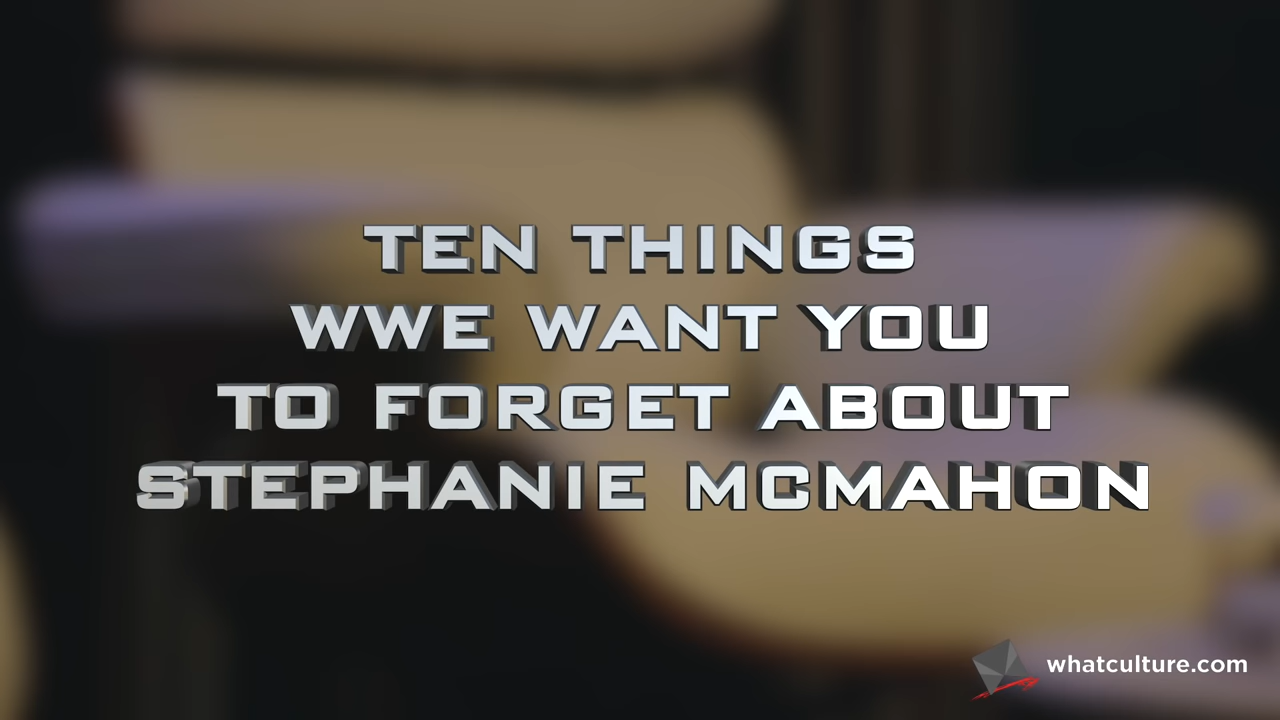 TEN THINGS
WWE WANT YOU
TO FORGET ABOUT
STEPHANIE MCMAHON
whatculture.com